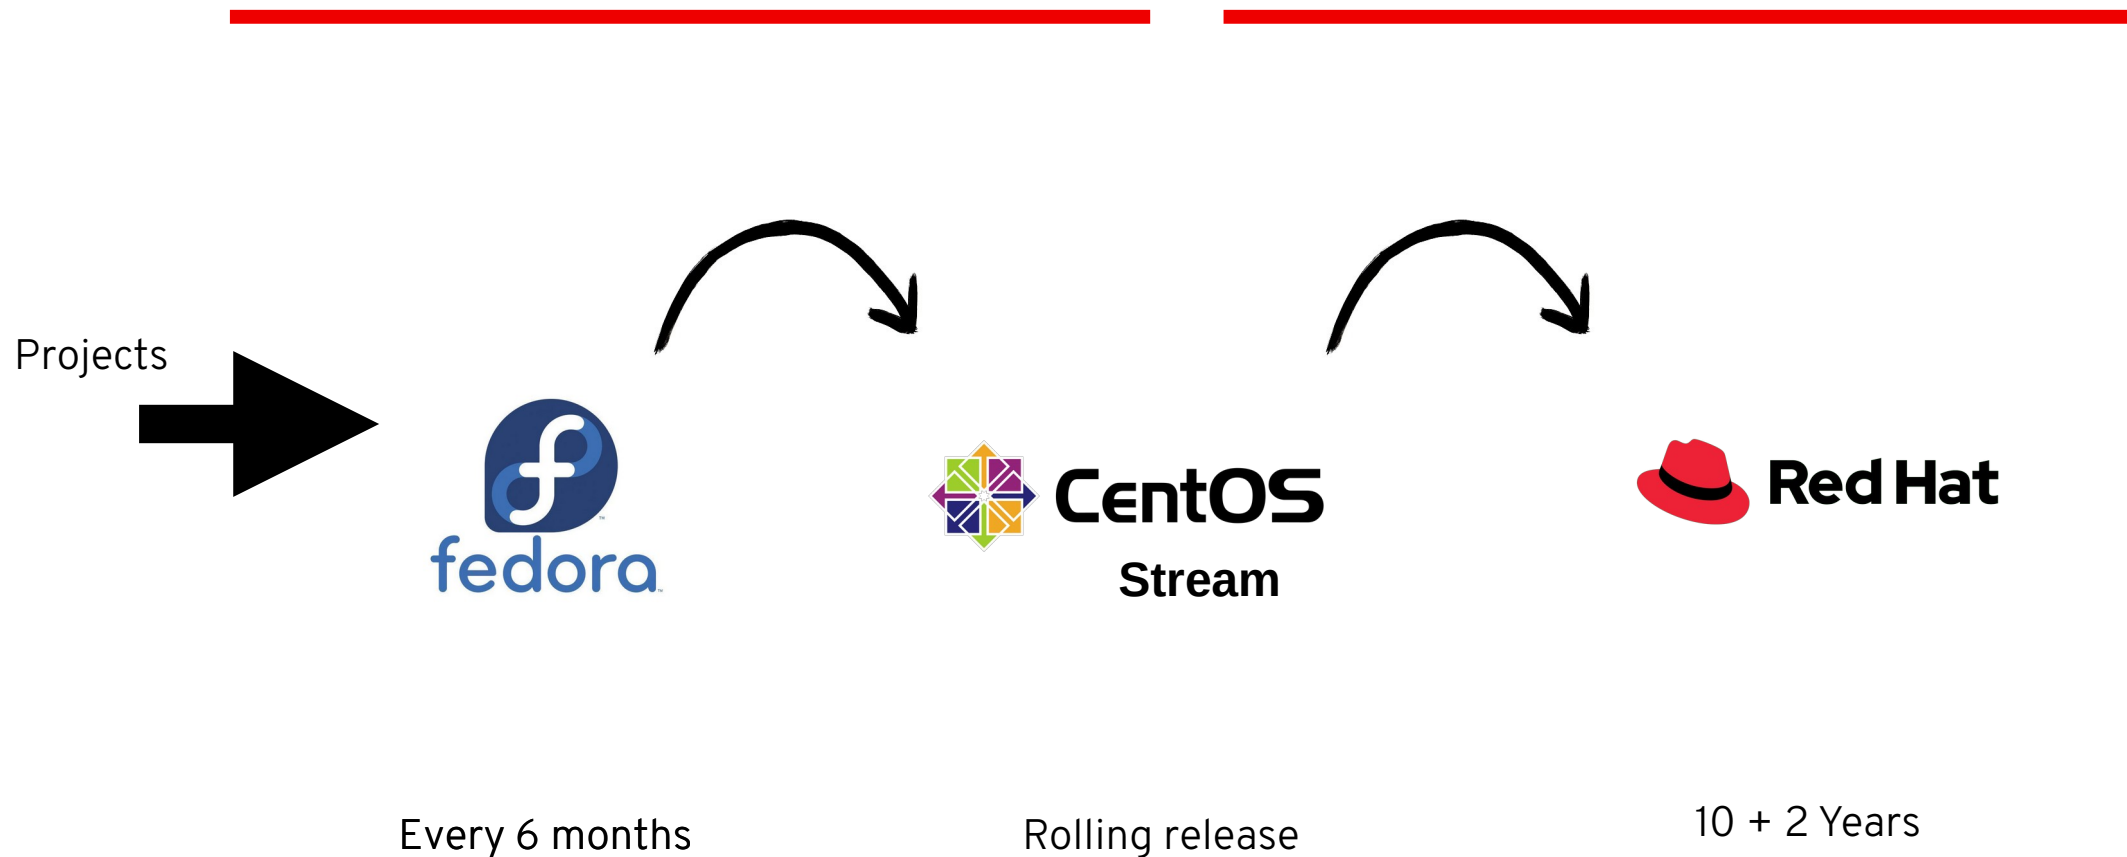 Projects
fedora
CentOS
Stream
Red Hat
Every 6 months
Rolling release
10 + 2 Years